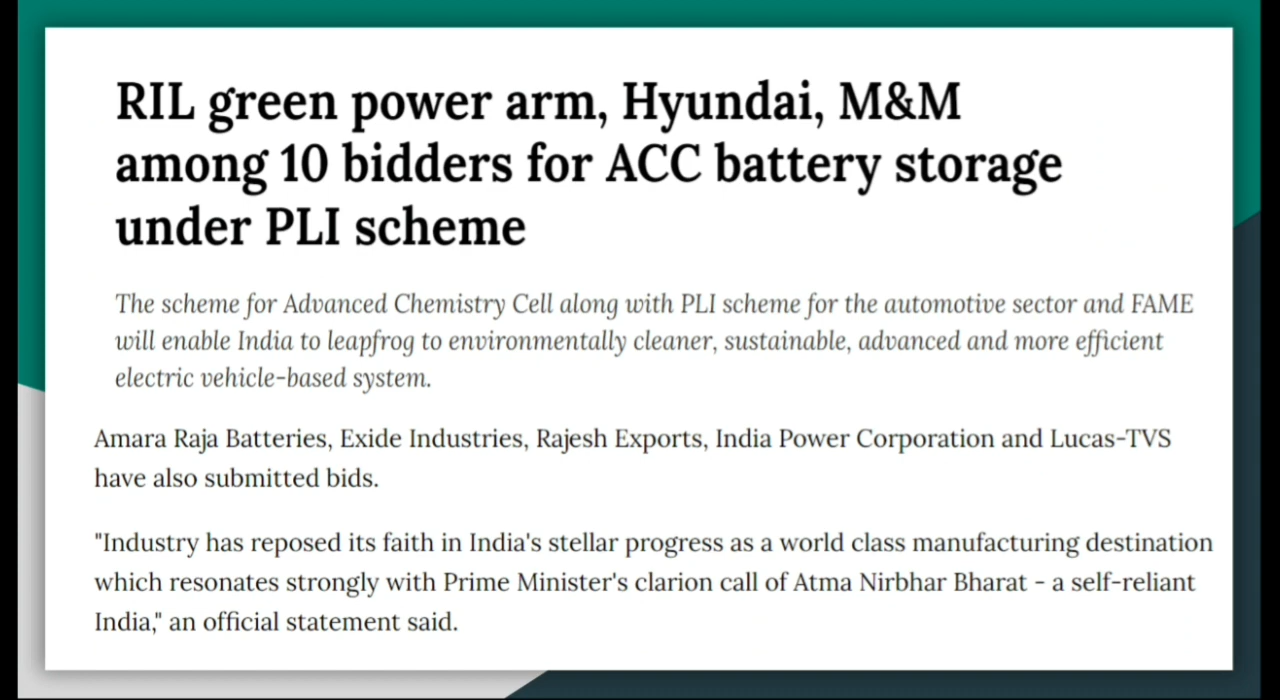 RIL green power arm, Hyundai, M&M
among 10 bidders for ACC battery storage
under PLI scheme
The scheme for Advanced Chemistry Cell along with PLI scheme for the automotive sector and FAME
will enable India to leapfrog to environmentally cleaner, sustainable, advanced and more efficient
electric vehicle-based system.
Amara Raja Batteries, Exide Industries, Rajesh Exports, India Power Corporation and Lucas-TVS
have also submitted bids.
"Industry has reposed its faith in India's stellar progress as a world class manufacturing destination
which resonates strongly with Prime Minister's clarion call of Atma Nirbhar Bharat - a self-reliant
India," an official statement said.